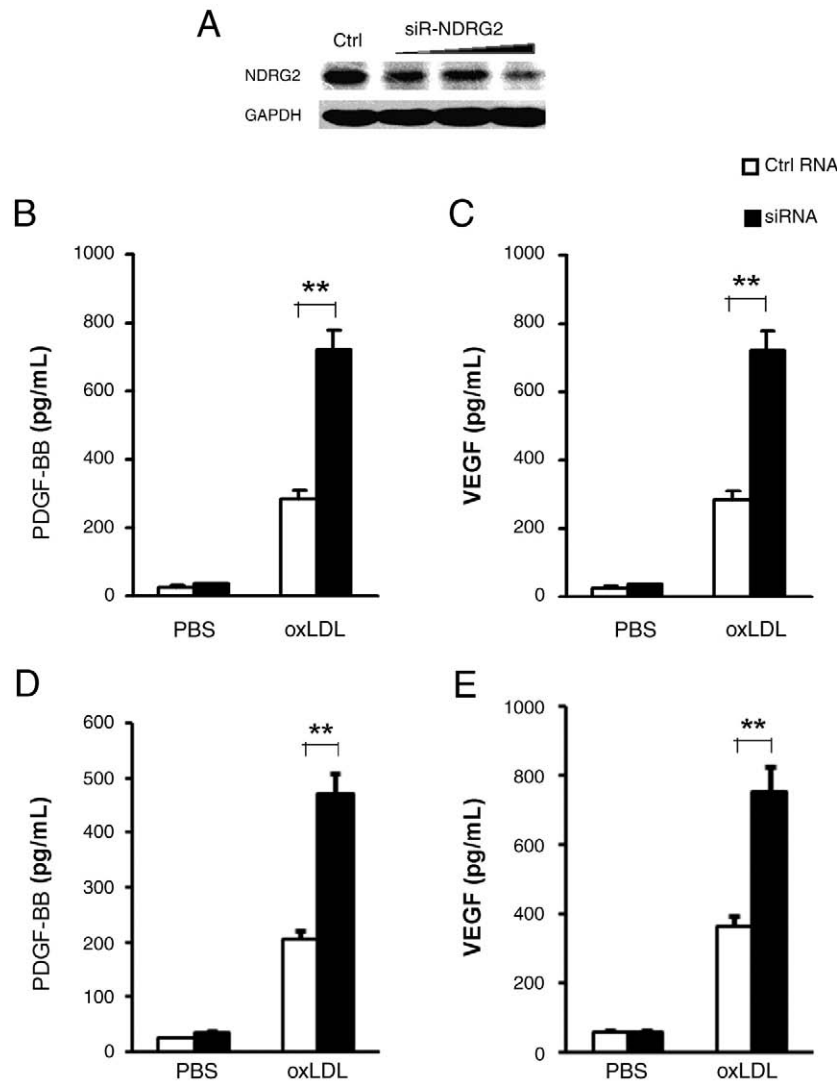 A
Ctrl siR-NDRG2
NDRG2
GAPDH
Ctrl RNA
siRNA
B
1000
800
600
400
200
0
PDGF-BB (pg/mL)
**
PBS oxLDL
C
1000
800
600
400
200
0
VEGF (pg/mL)
**
PBS oxLDL
D
600
500
400
300
200
100
0
PDGF-BB (pg/mL)
**
PBS oxLDL
E
1000
800
600
400
200
0
VEGF (pg/mL)
**
PBS oxLDL